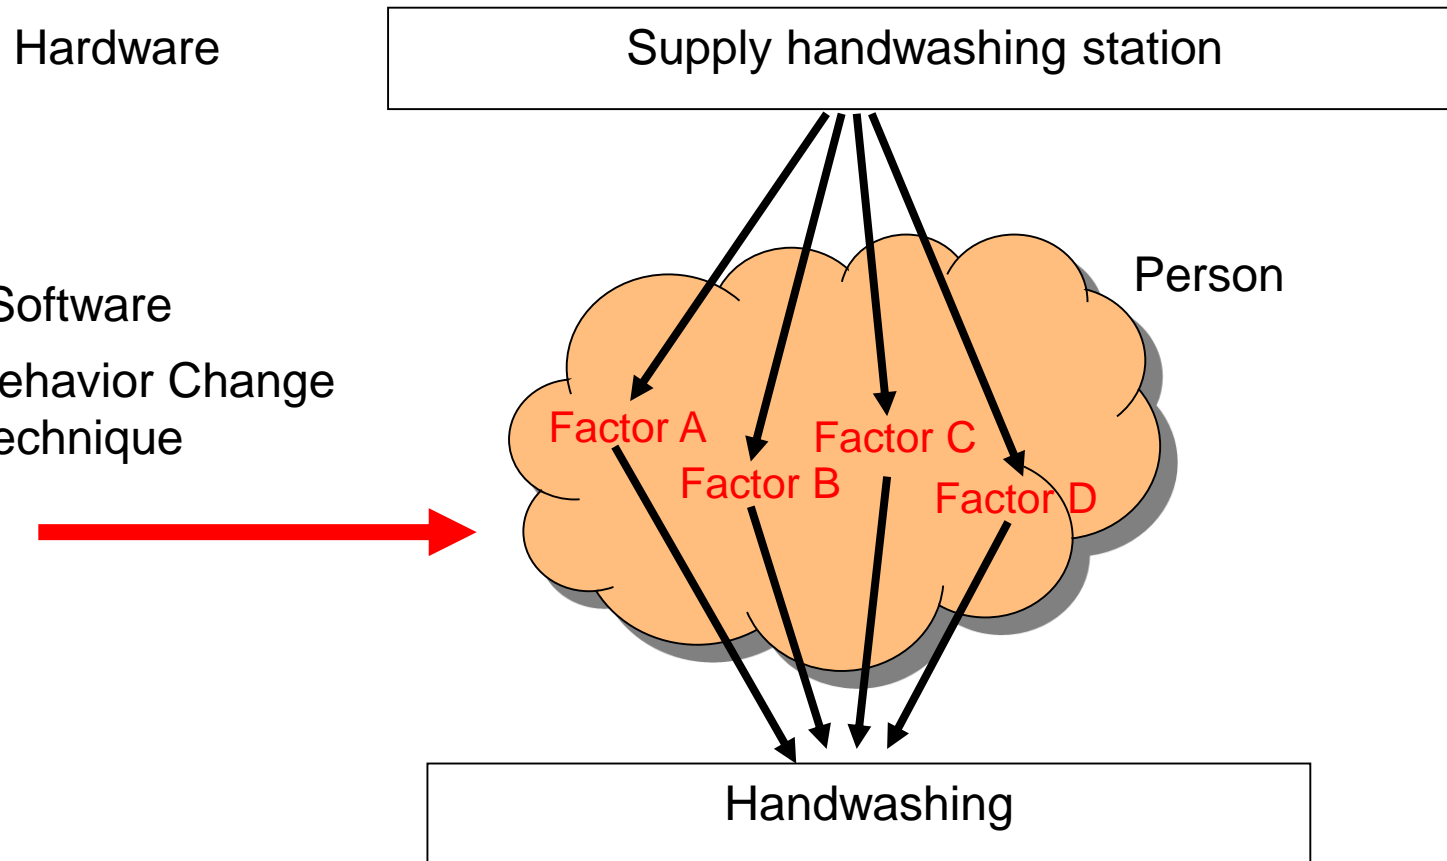 Hardware
Supply handwashing station
Person
Software
ehavior Change
echnique
Factor A
Factor C
Factor B
Factor D
Handwashing